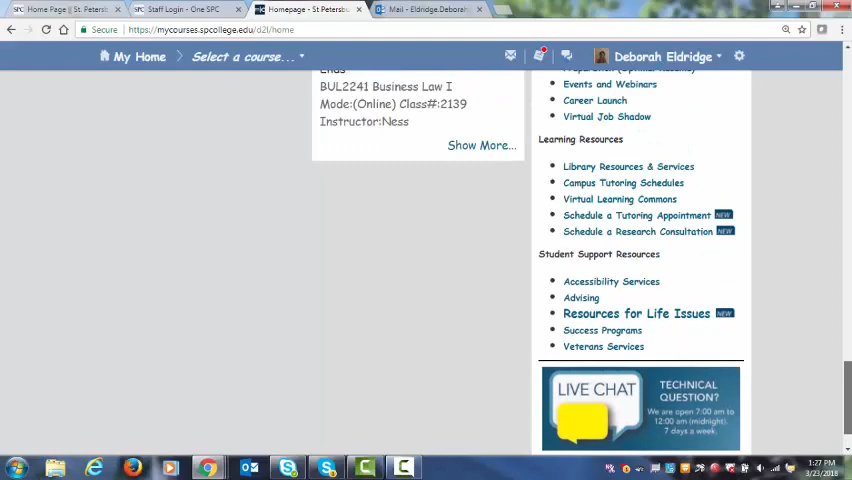 Home Page || St. Petersb
Staff Login - One SPC
Homepage - St Petersbu
Mail - Eldridge.Deborah
Secure
https://mycourses.spcollege.edu/d2l/home
My Home
Select a course...
Deborah Eldridge
Ends
BUL2241 Business Law I
Mode:(Online) Class#:2139
Instructor:Ness
Show More...
Events and Webinars
Career Launch
Virtual Job Shadow
Learning Resources
Library Resources & Services
Campus Tutoring Schedules
Virtual Learning Commons
Schedule a Tutoring Appointment NEW
Schedule a Research Consultation NEW
Student Support Resources
Accessibility Services
Advising
Resources for Life Issues NEW
Success Programs
Veterans Services
LIVE CHAT
TECHNICAL
QUESTION?
We are open 7:00 am to
12:00 am (midnight).
7 days a week.
1:27 PM
3/23/2018